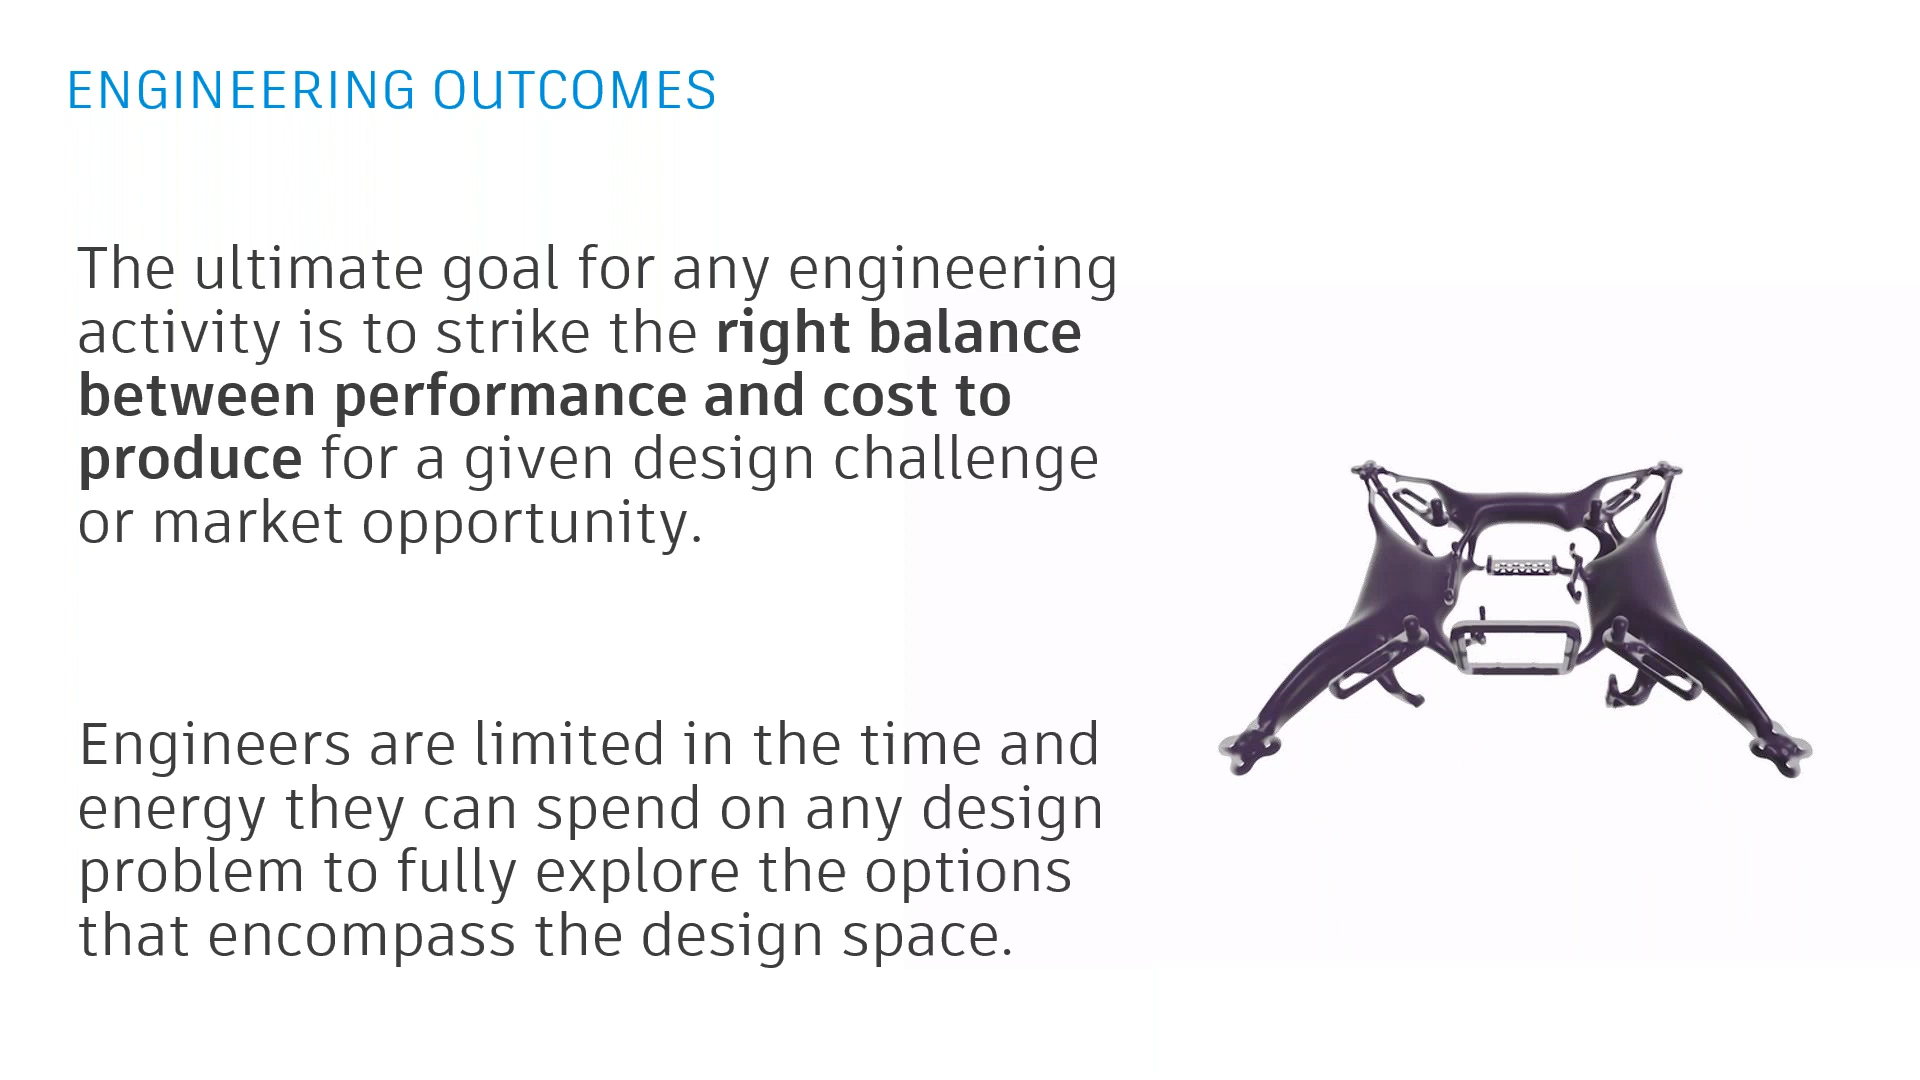 ENGINEERING OUTCOMES
The ultimate goal for any engineering
activity is to strike the right balance
between performance and cost to
produce for a given design challenge
or market opportunity.
Engineers are limited in the time and
energy they can spend on any design
problem to fully explore the options
that encompass the design space.